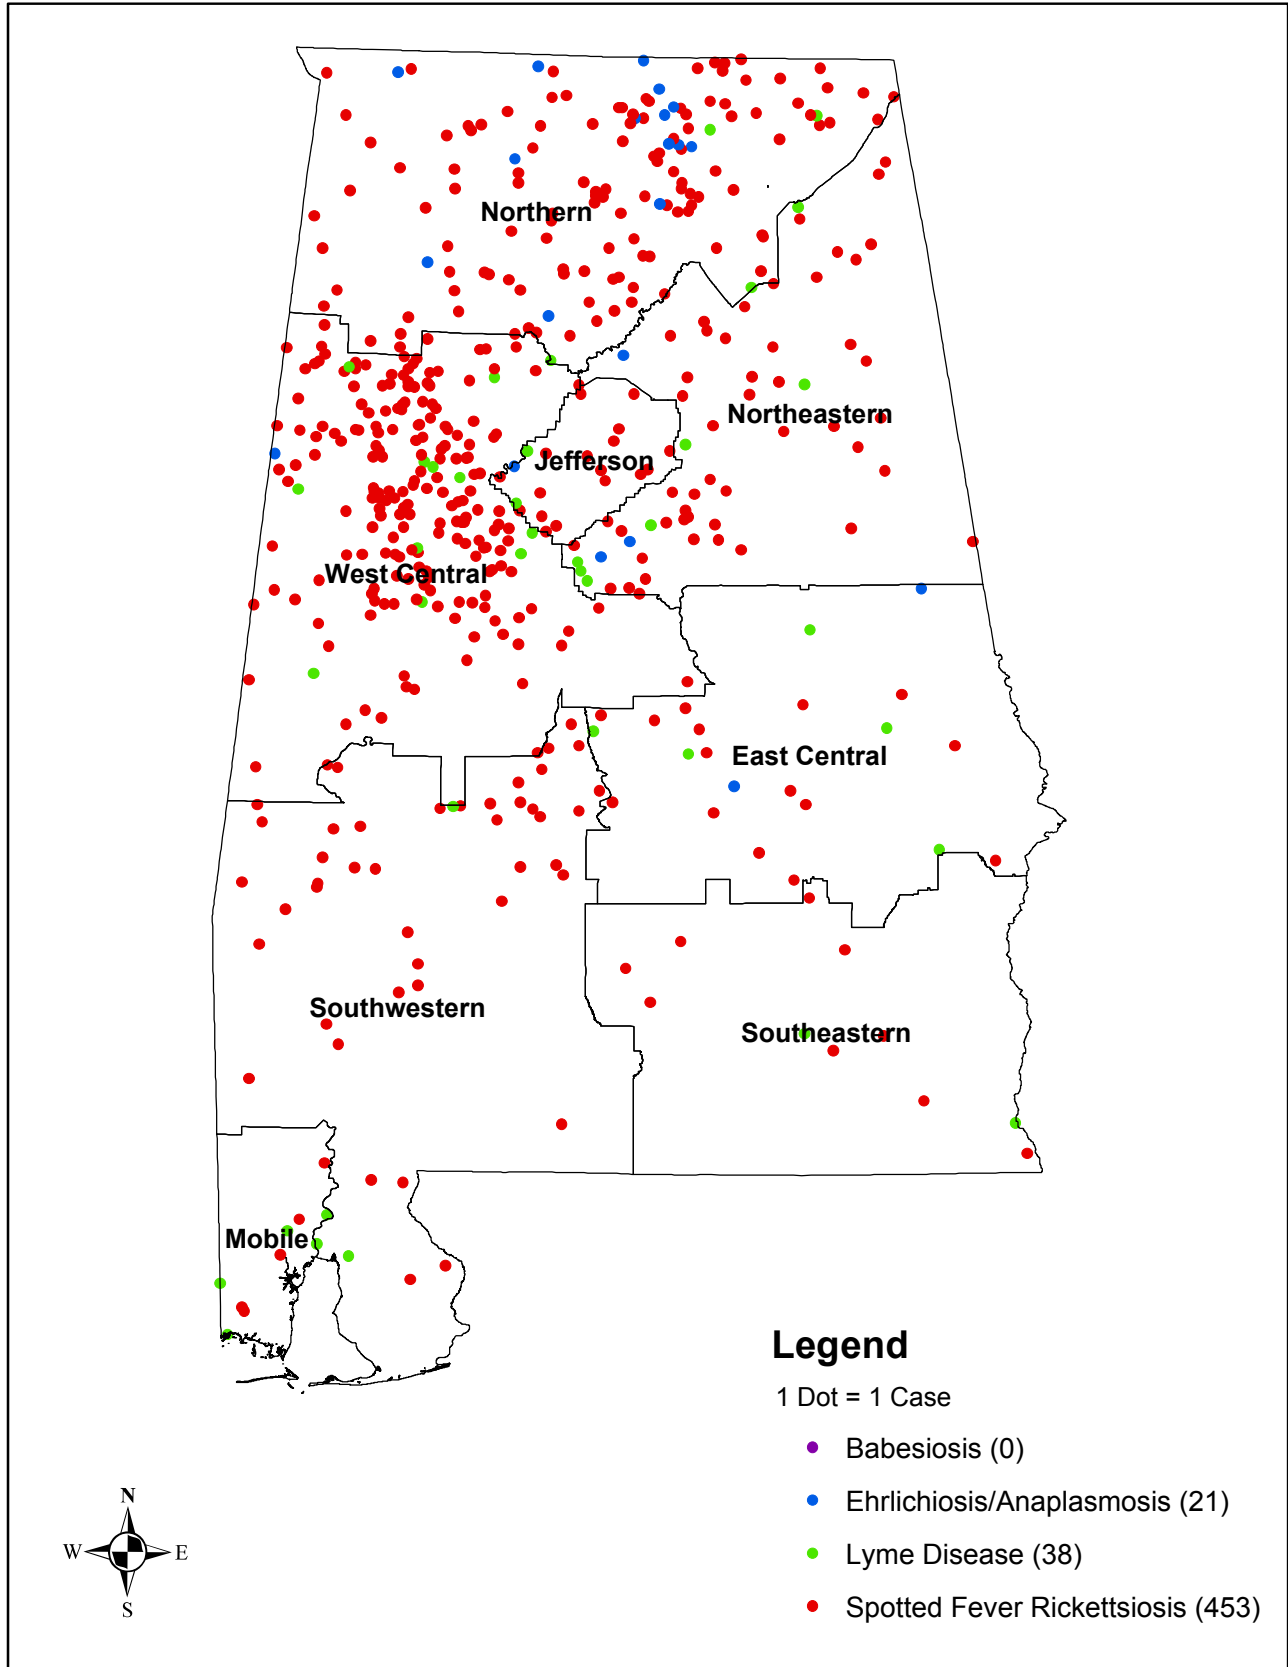 Northern
Northeastern
Jefferson
West Central
East Central
Southwestern
Southeastern
Mobile
Legend
1 Dot = 1 Case
Babesiosis (0)
Ehrlichiosis/Anaplasmosis (21)
Lyme Disease (38)
Spotted Fever Rickettsiosis (453)
N
W E
S